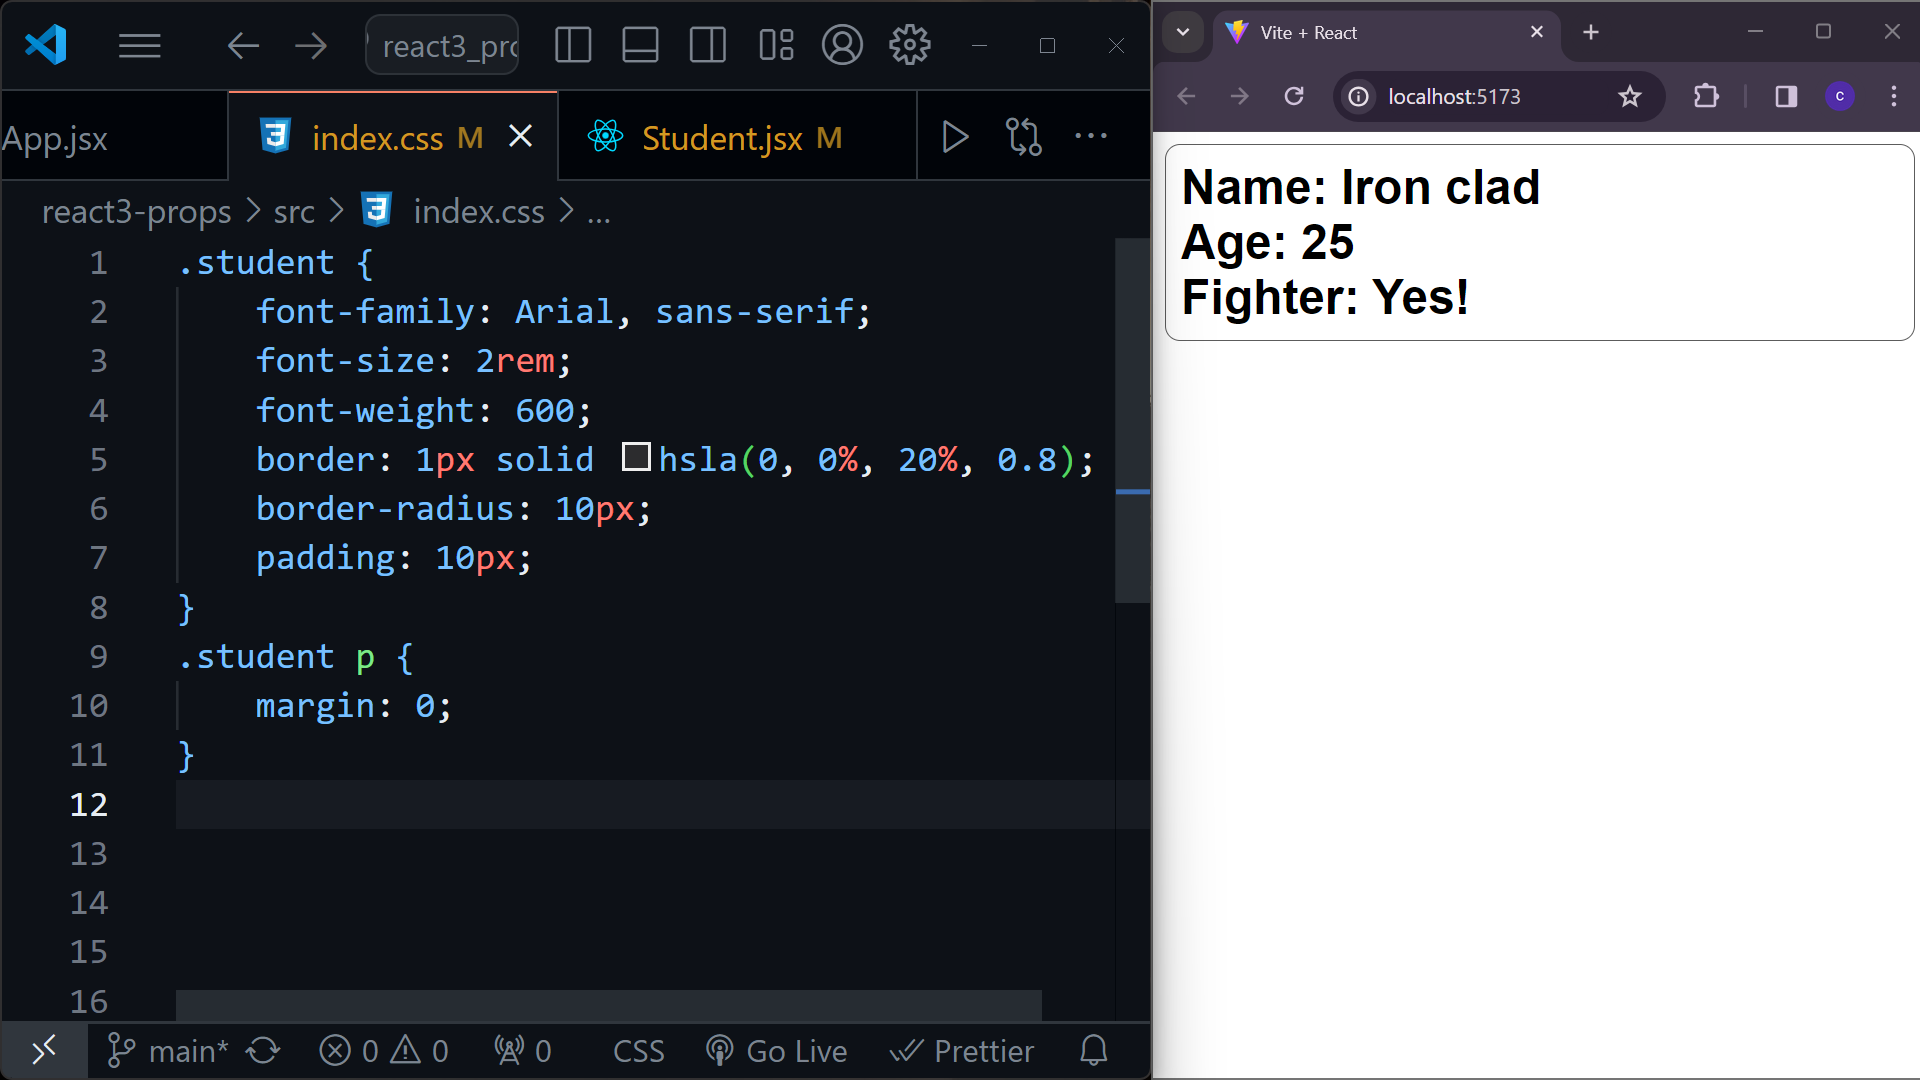 react3_pro
App.jsx
index.css M
Student.jsx M
react3-props > src > index.css > ...
1 .student {
2 font-family: Arial, sans-serif;
3 font-size: 2rem;
4 font-weight: 600;
5 border: 1px solid hsla(0, 0%, 20%, 0.8);
6 border-radius: 10px;
7 padding: 10px;
8 }
9 .student p {
10 margin: 0;
11 }
12
13
14
15
16
main* 0 0 0 CSS Go Live Prettier
Vite + React
localhost:5173
c
Name: Iron clad
Age: 25
Fighter: Yes!